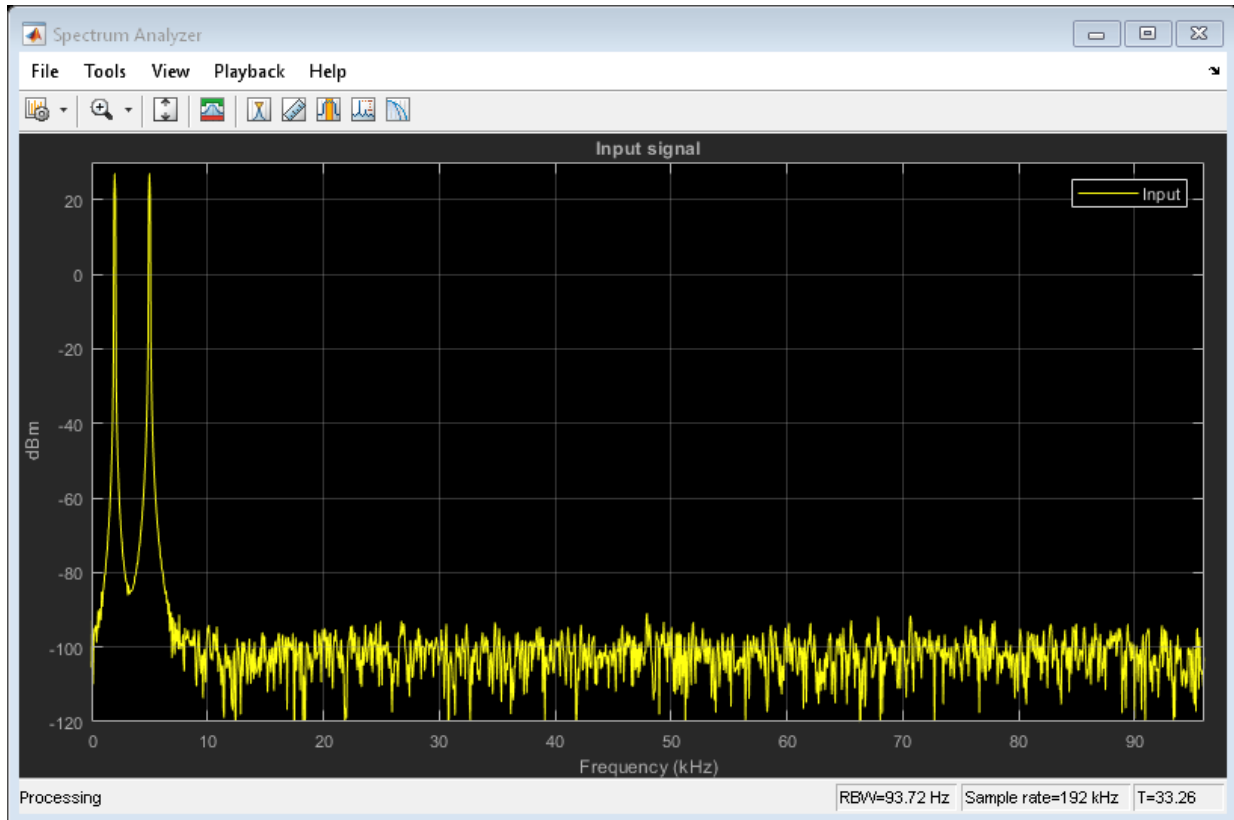 Spectrum Analyzer
File Tools View Playback Help
Input signal
Input
dBm
20
0
-20
-40
-60
-80
-100
-120
0 10 20 30 40 50 60 70 80 90
Frequency (kHz)
Processing RBW=93.72 Hz Sample rate=192 kHz T=33.26